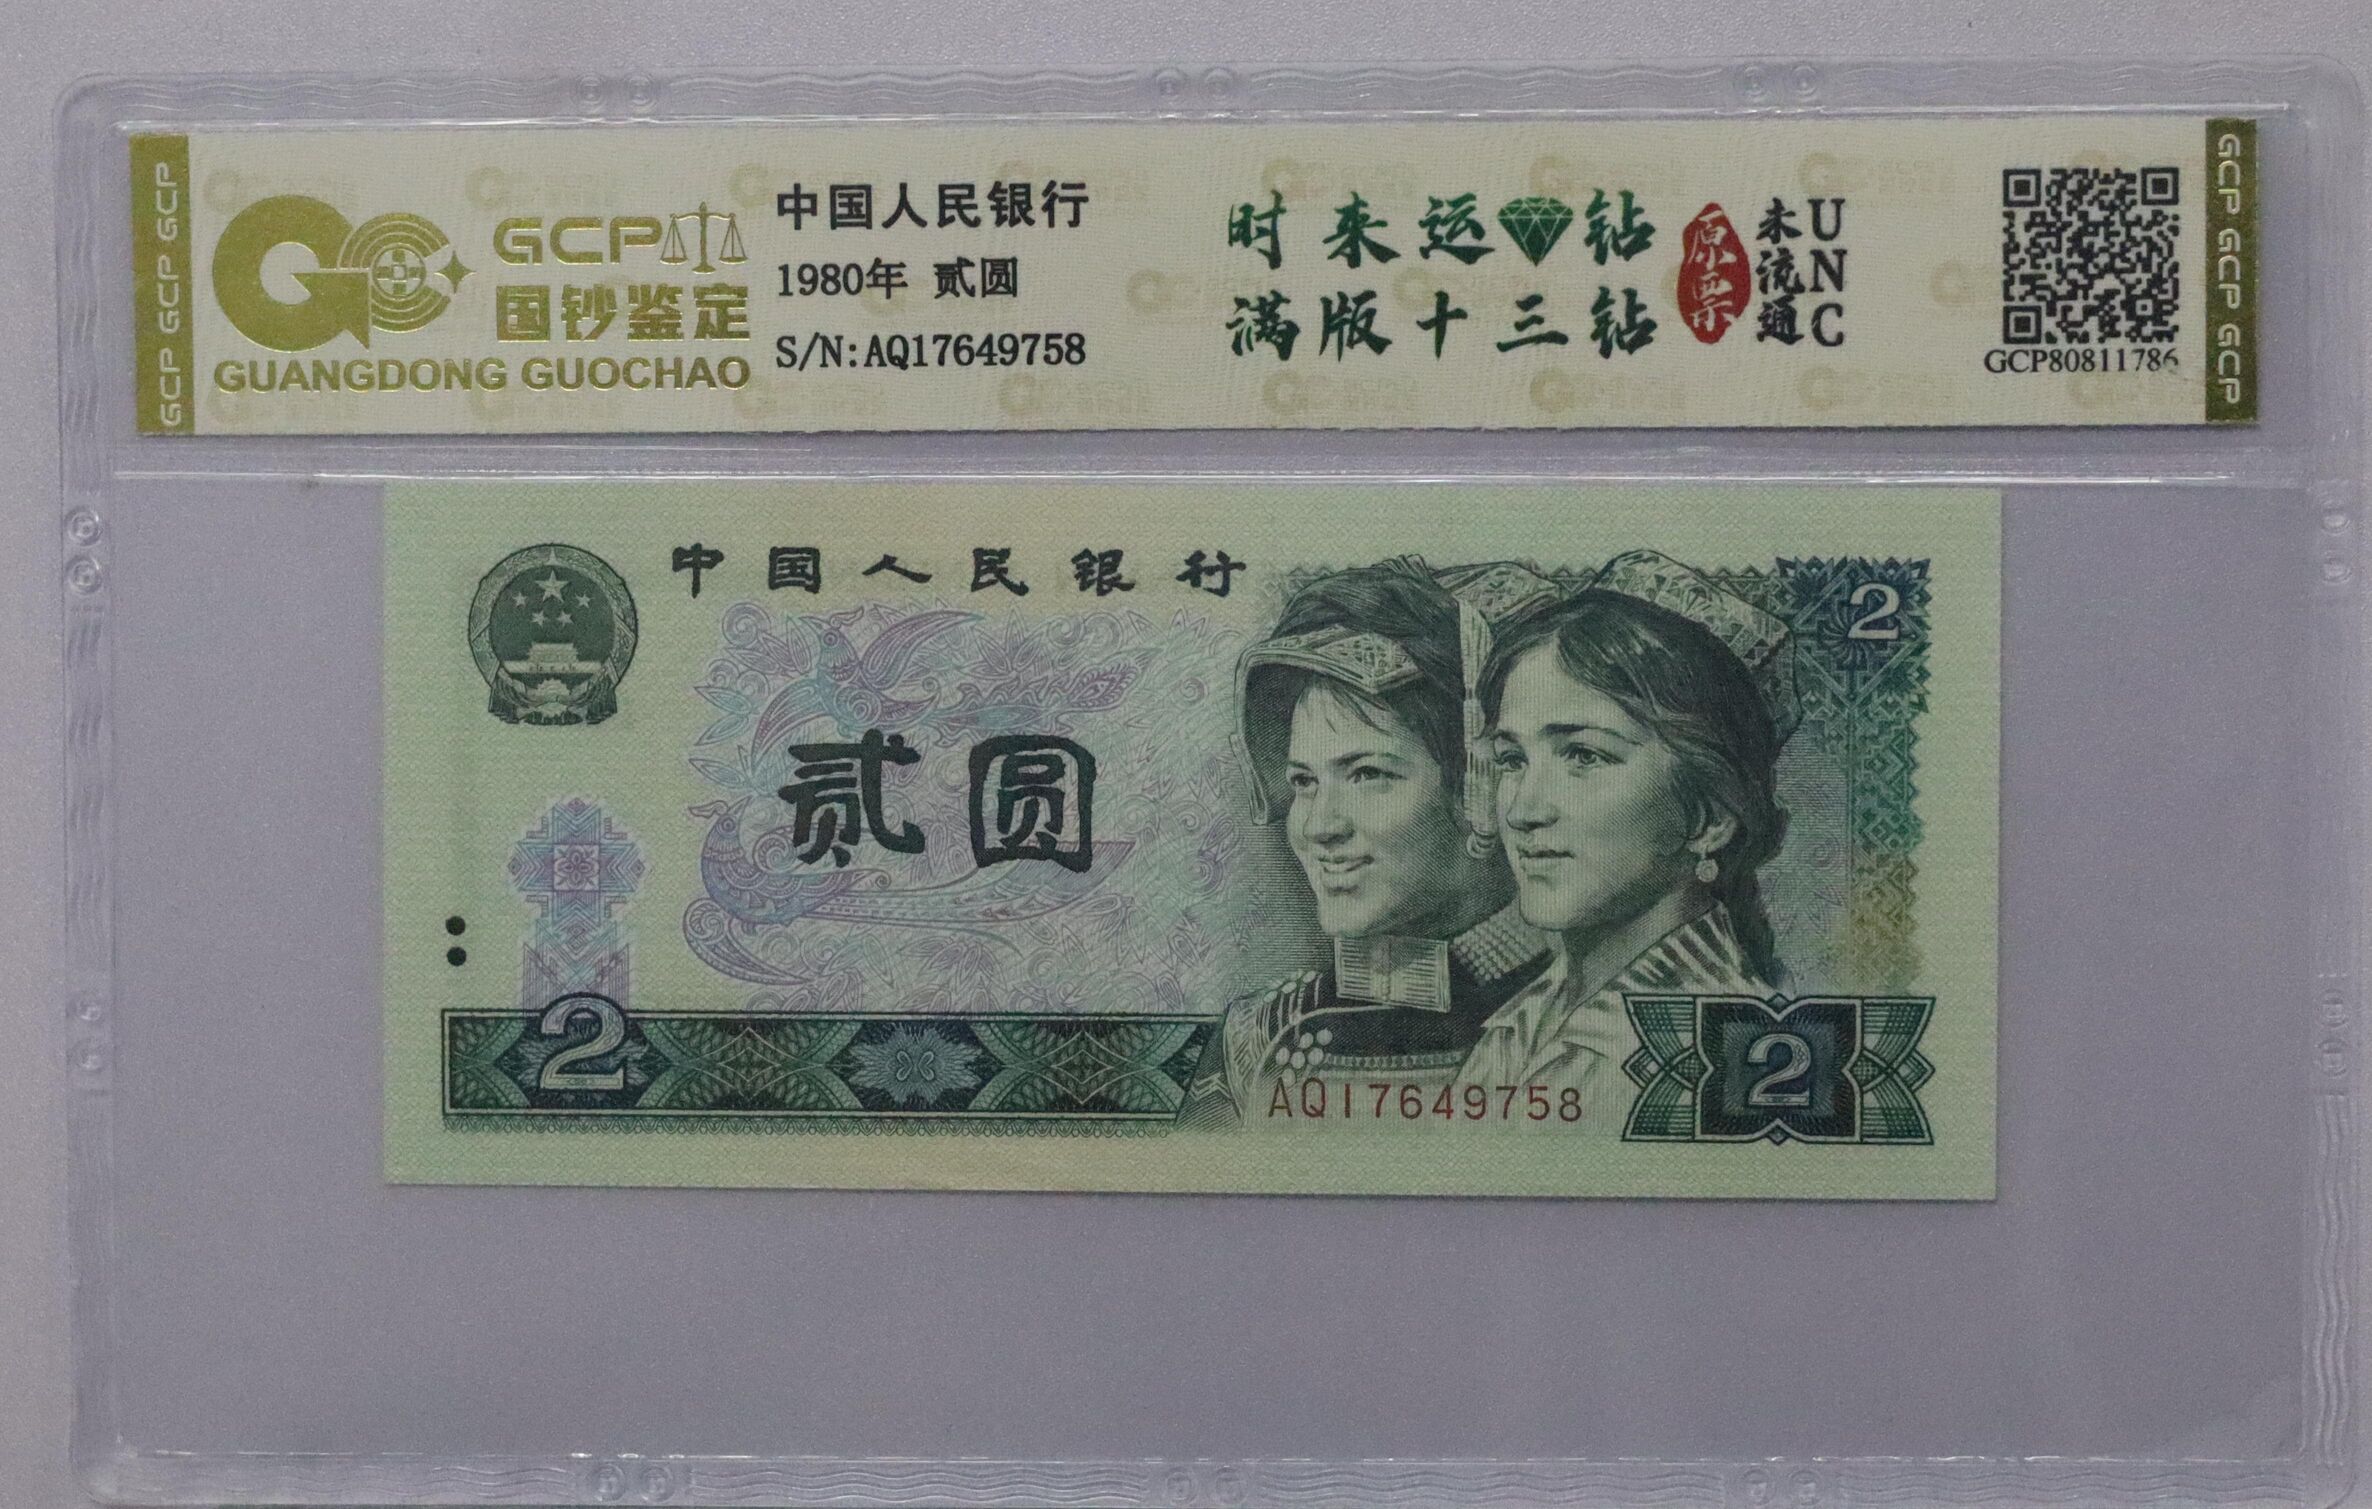 GCP GCP GCP
GCP
国钞鉴定
GUANGDONG GUOCHAO
中国人民银行
1980年 贰圆
S/N:AQ17649758
时来运钻
满版十三钻
原票
未流通
UNC
GCP80811786
GCP GCP GCP
中国人民银行
2
贰圆
2
AQ17649758
2